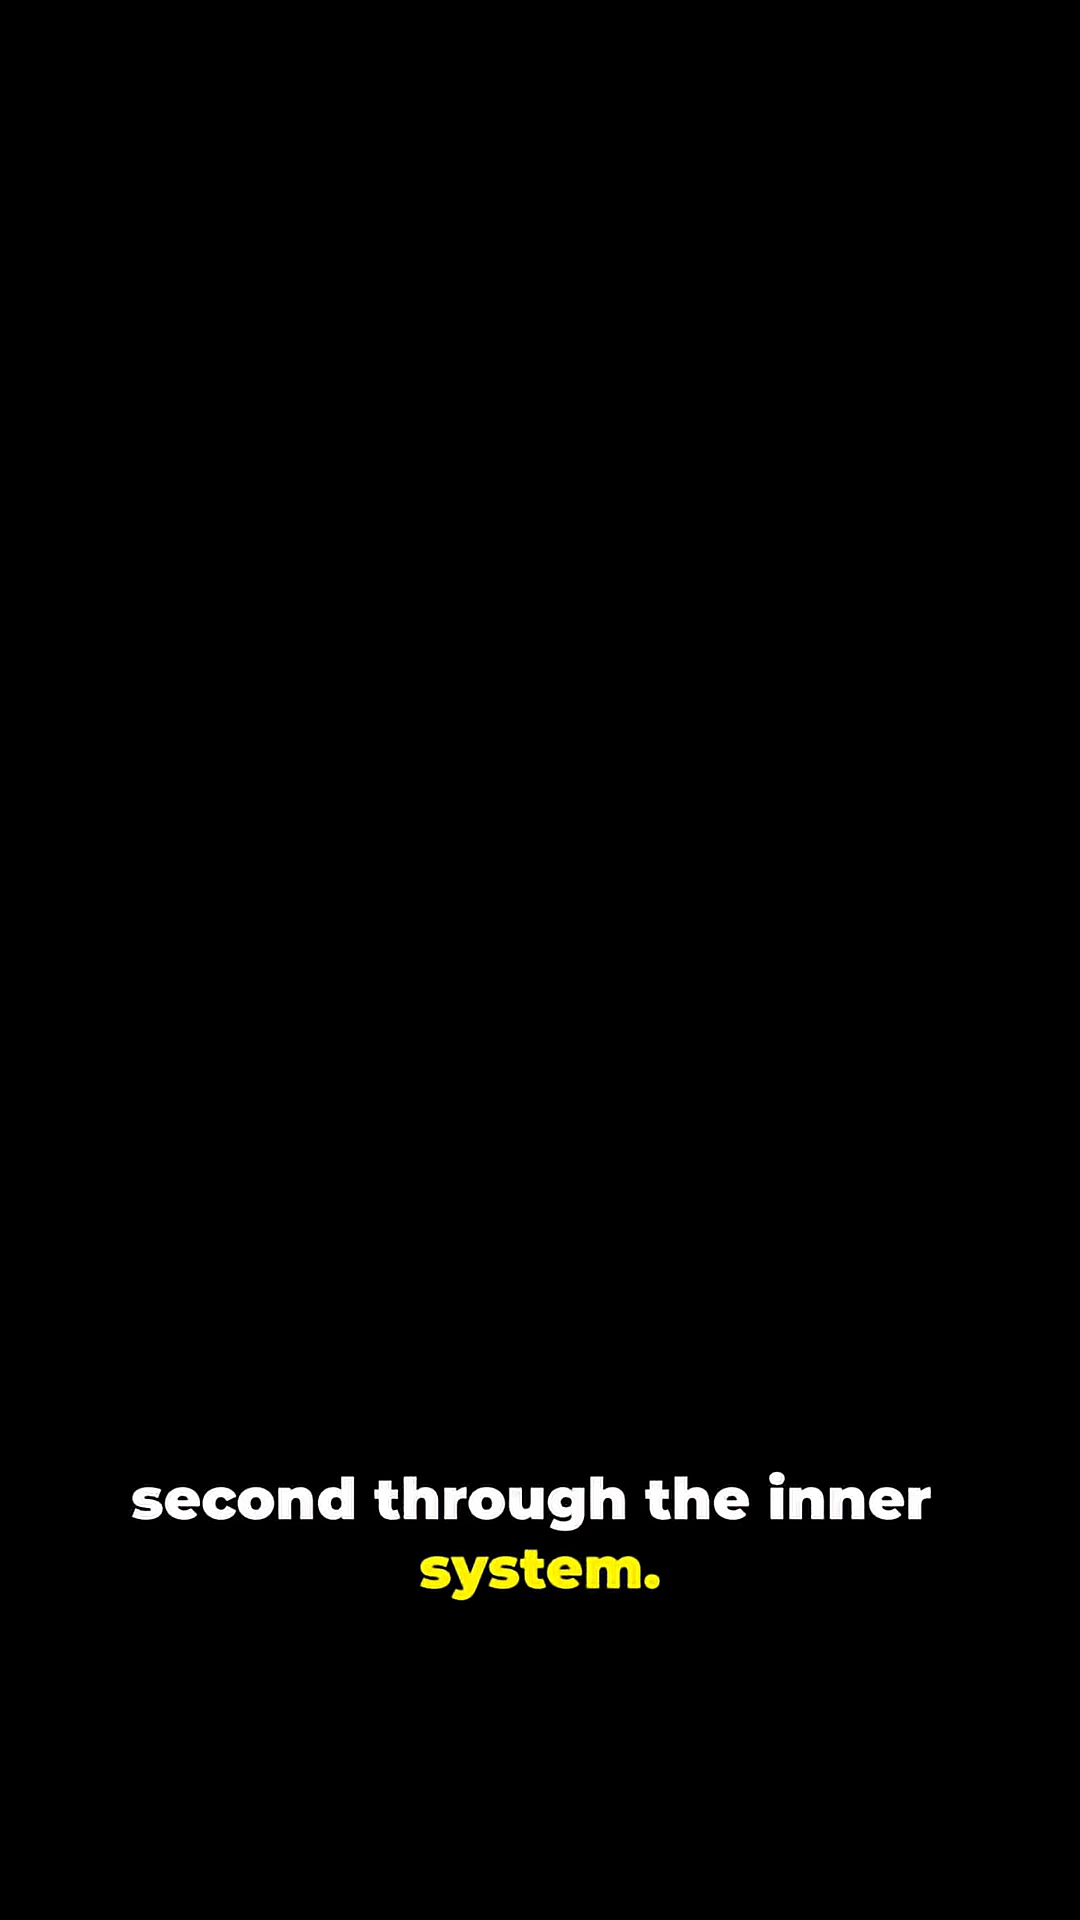 second through the inner
system.